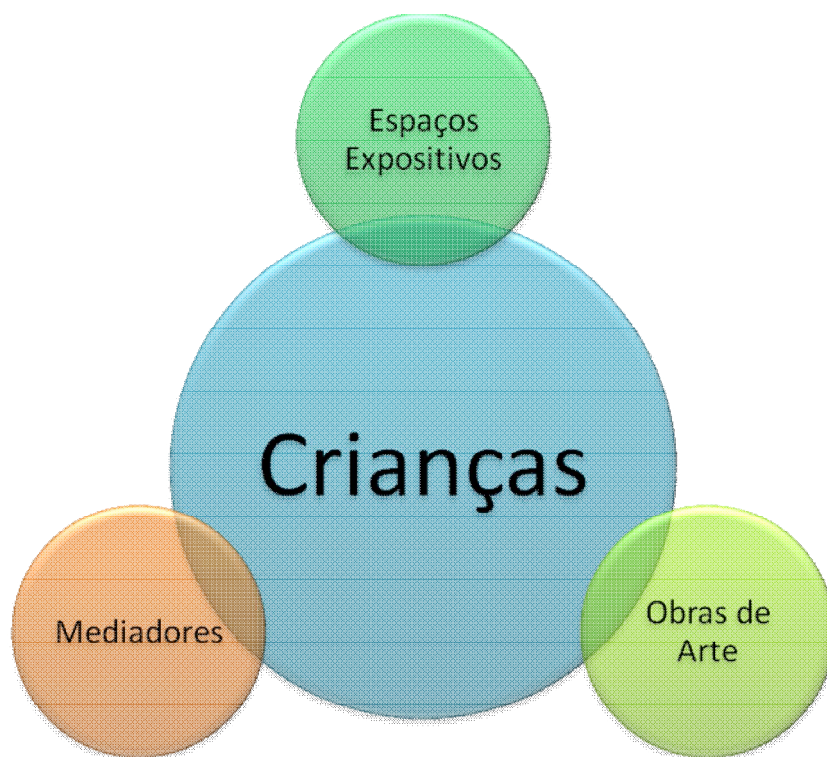 Espaços
Expositivos
Crianças
Mediadores
Obras de
Arte